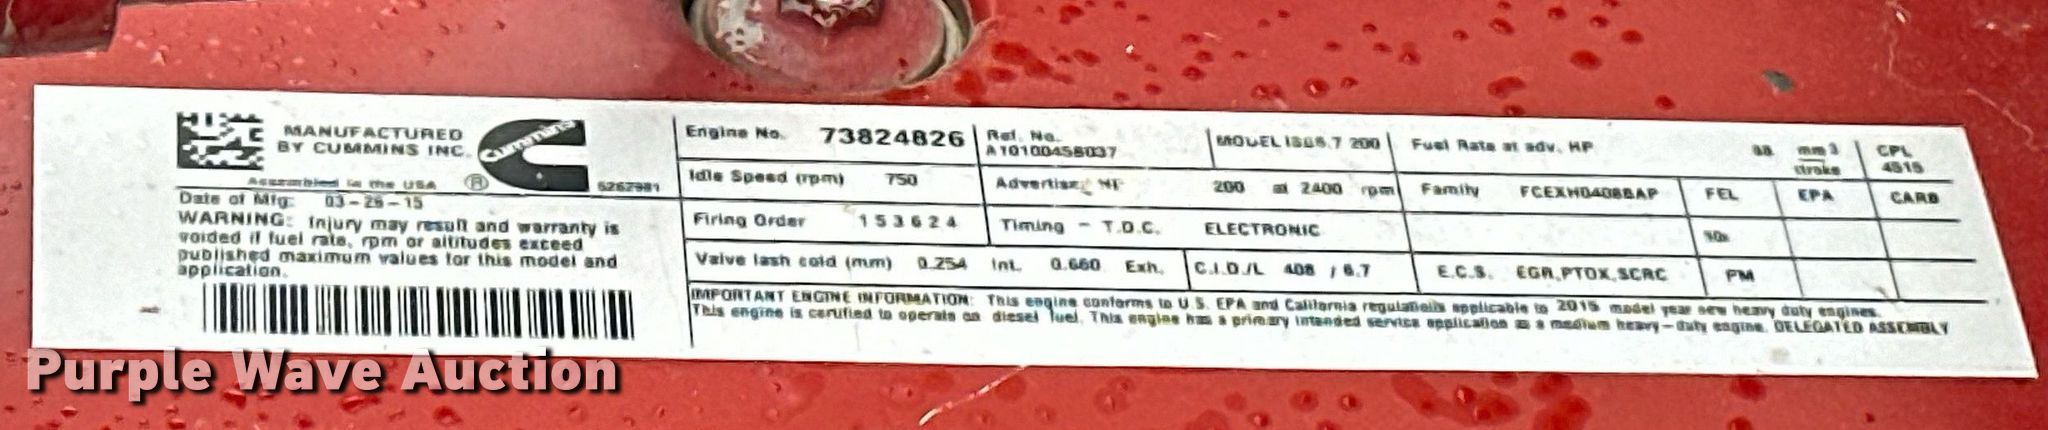 MANUFACTURED
BY CUMMINS INC.
Cummins
®
Assembled in the USA
5262981
Date of Mfg: 03-26-15
WARNING: Injury may result and warranty is
voided if fuel rate, rpm or altitudes exceed
published maximum values for this model and
application.
Engine No. 73824826
Ref. No.
A10100458037
MODEL ISB6.7 200
Fuel Rate at adv. HP
mm3
stroke
CPL
4515
Idle Speed (rpm) 750
HP 200 at 2400 rpm
Family FCEXH0408BAP
FEL
EPA
CARB
Firing Order 1 5 3 6 2 4
Timing - T.D.C. ELECTRONIC
NOx
Valve lash cold (mm) 0.254 Int. 0.660 Exh.
C.I.D./L 408 / 6.7
E.C.S. EGR,PTOX,SCRC
PM
IMPORTANT ENGINE INFORMATION: This engine conforms to U.S. EPA and California regulations applicable to 2015 model year new heavy duty engines.
This engine is certified to operate on diesel fuel. This engine has a primary intended service application as a medium heavy-duty engine. DELEGATED ASSEMBLY
Purple Wave Auction